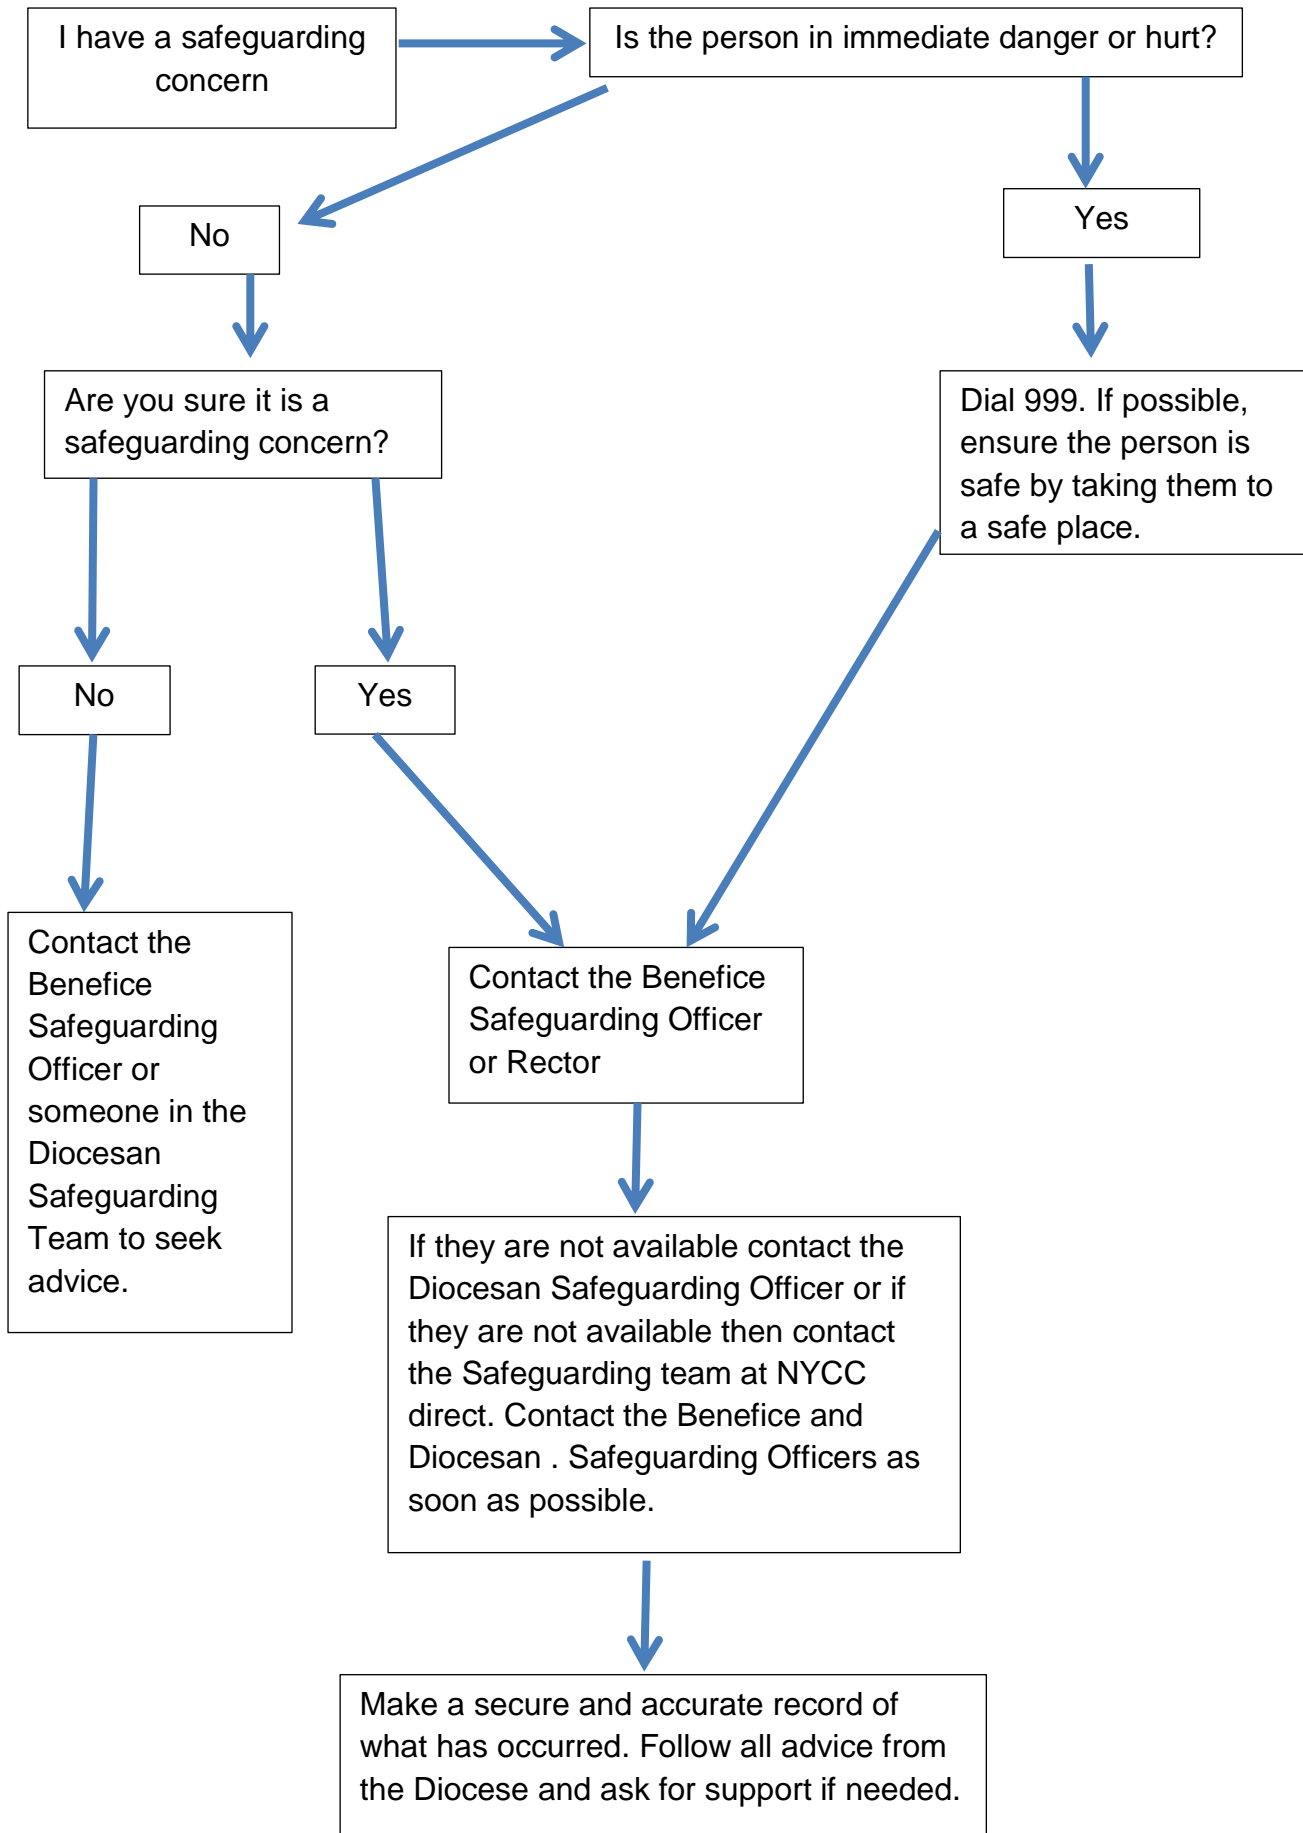 I have a safeguarding
concern
Is the person in immediate danger or hurt?
No
Yes
Are you sure it is a
safeguarding concern?
Dial 999. If possible,
ensure the person is
safe by taking them to
a safe place.
No
Yes
Contact the
Benefice
Safeguarding
Officer or
someone in the
Diocesan
Safeguarding
Team to seek
advice.
Contact the Benefice
Safeguarding Officer
or Rector
If they are not available contact the
Diocesan Safeguarding Officer or if
they are not available then contact
the Safeguarding team at NYCC
direct. Contact the Benefice and
Diocesan . Safeguarding Officers as
soon as possible.
Make a secure and accurate record of
what has occurred. Follow all advice from
the Diocese and ask for support if needed.